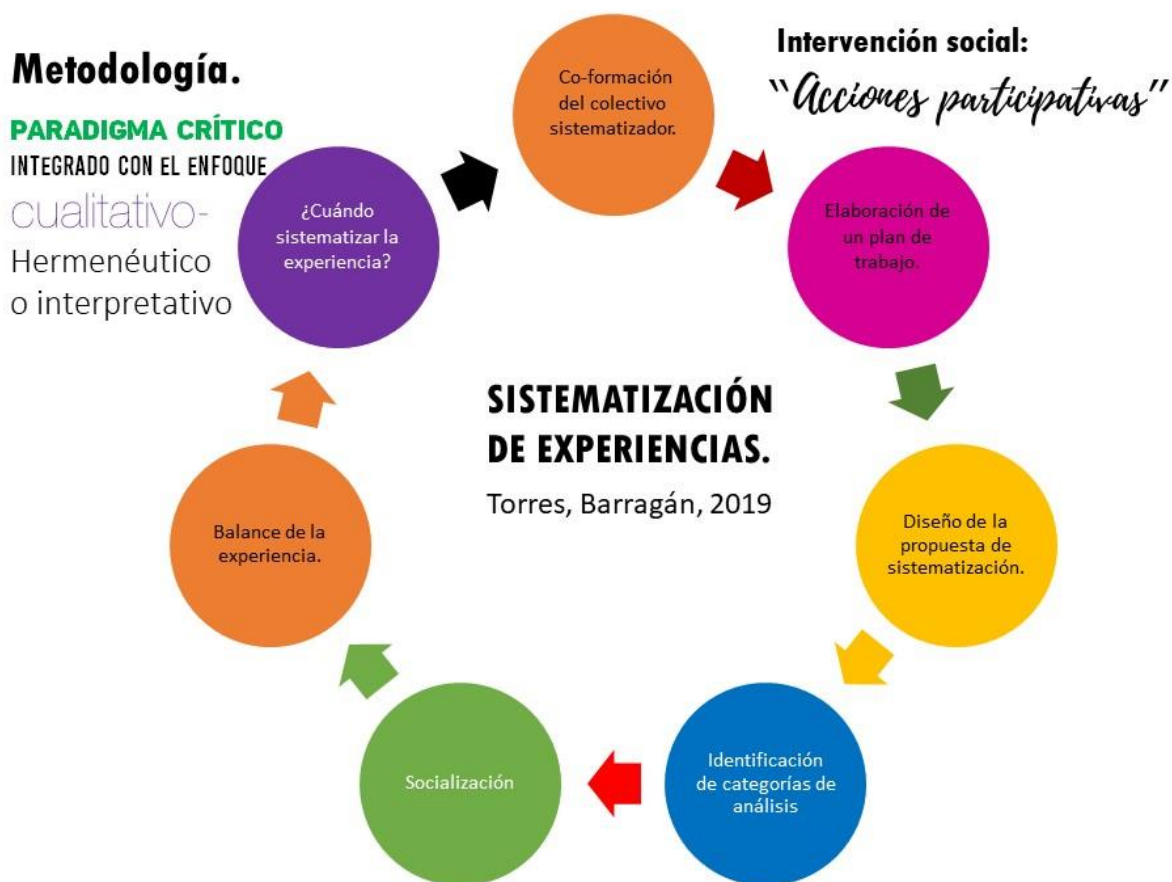 Metodología.
PARADIGMA CRÍTICO
INTEGRADO CON EL ENFOQUE
cualitativo-
Hermenéutico
o interpretativo
Intervención social:
“Acciones participativas”
Co-formación
del colectivo
sistematizador.
Elaboración de
un plan de
trabajo.
Diseño de la
propuesta de
sistematización.
Identificación
de categorías de
análisis
Socialización
Balance de la
experiencia.
¿Cuándo
sistematizar la
experiencia?
SISTEMATIZACIÓN
DE EXPERIENCIAS.
Torres, Barragán, 2019